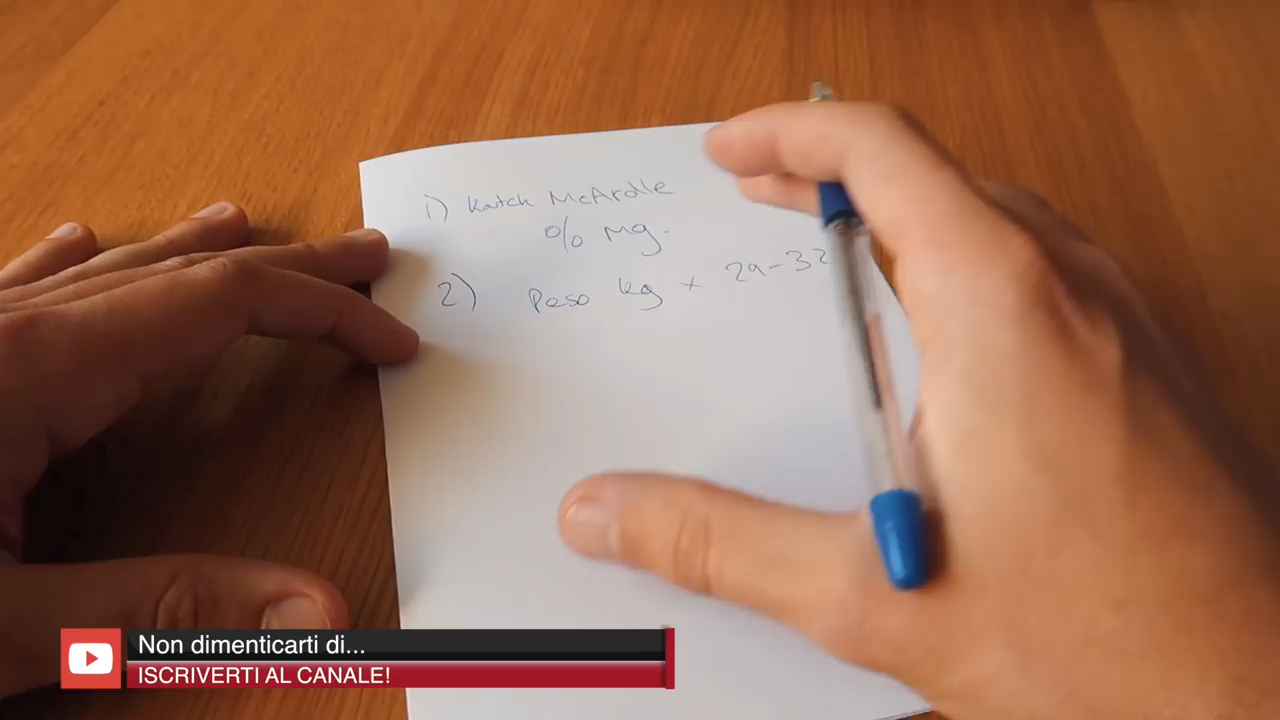 1) Katch McArdle
% Mg.
2) Peso kg x 29-32
Non dimenticarti di...
ISCRIVERTI AL CANALE!